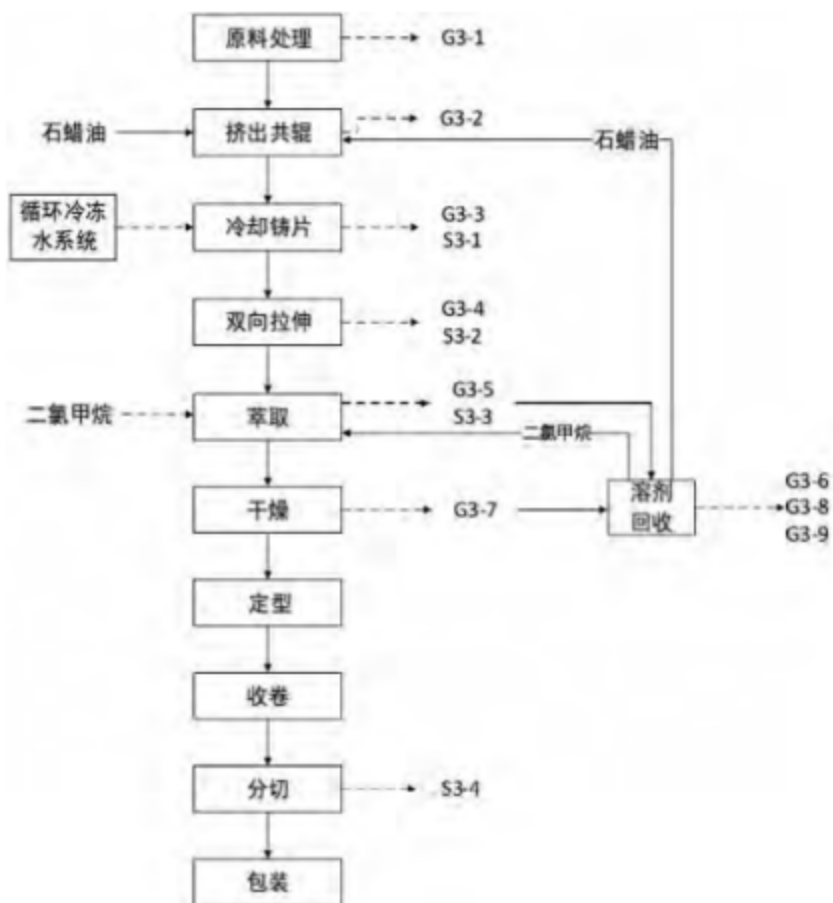 原料处理
G3-1
石蜡油
挤出共辊
G3-2
石蜡油
循环冷冻
水系统
冷却铸片
G3-3
S3-1
双向拉伸
G3-4
S3-2
二氯甲烷
萃取
G3-5
S3-3
二氯甲烷
干燥
G3-7
溶剂
回收
G3-6
G3-8
G3-9
定型
收卷
分切
S3-4
包装